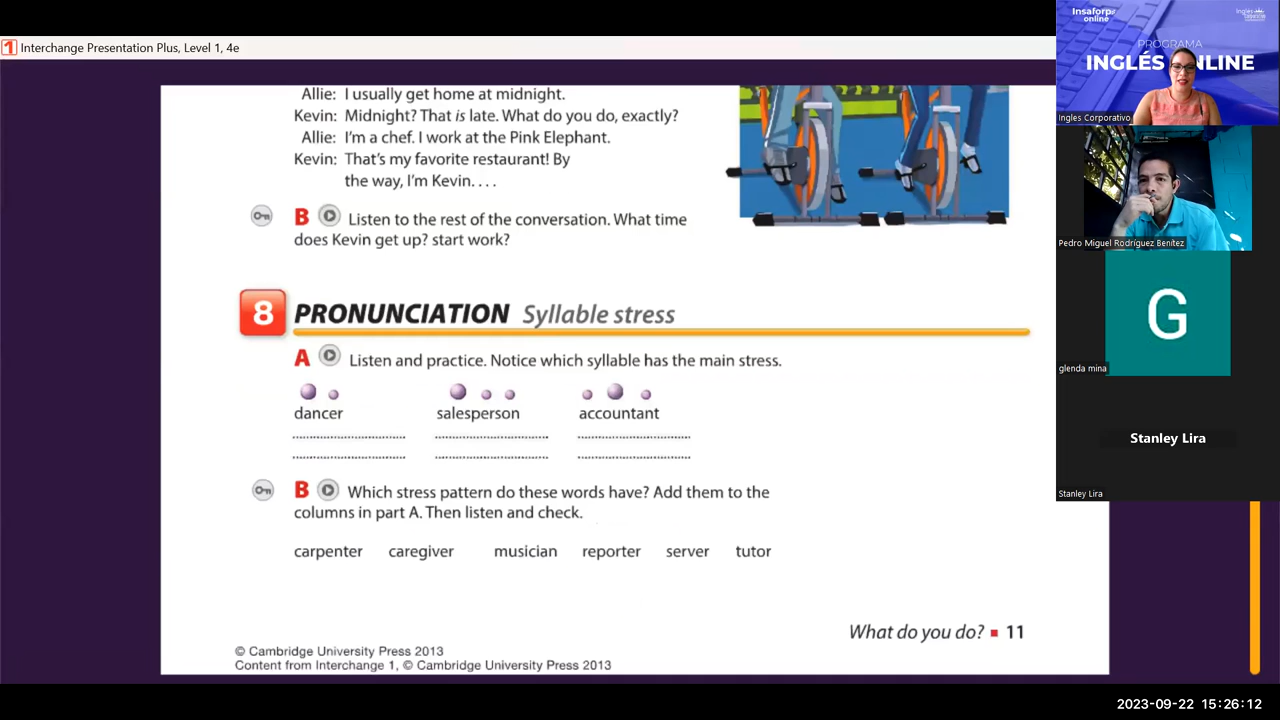 Interchange Presentation Plus, Level 1, 4e
Allie: I usually get home at midnight.
Kevin: Midnight? That is late. What do you do, exactly?
Allie: I'm a chef. I work at the Pink Elephant.
Kevin: That's my favorite restaurant! By
the way, I'm Kevin. . . .
B Listen to the rest of the conversation. What time
does Kevin get up? start work?
8 PRONUNCIATION Syllable stress
A Listen and practice. Notice which syllable has the main stress.
dancer salesperson accountant
B Which stress pattern do these words have? Add them to the
columns in part A. Then listen and check.
carpenter caregiver musician reporter server tutor
What do you do? ■ 11
© Cambridge University Press 2013
Content from Interchange 1, © Cambridge University Press 2013
Insaforp
online
PROGRAMA
INGLÉS ONLINE
Ingles Corporativo
Pedro Miguel Rodríguez Benítez
G
glenda mina
Stanley Lira
Stanley Lira
2023-09-22 15:26:12